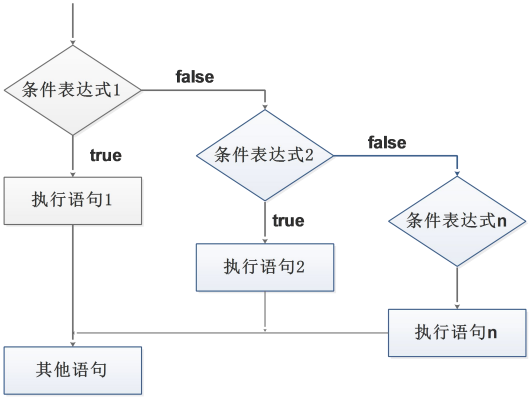 条件表达式1
false
条件表达式2
false
true
执行语句1
条件表达式n
true
执行语句2
执行语句n
其他语句